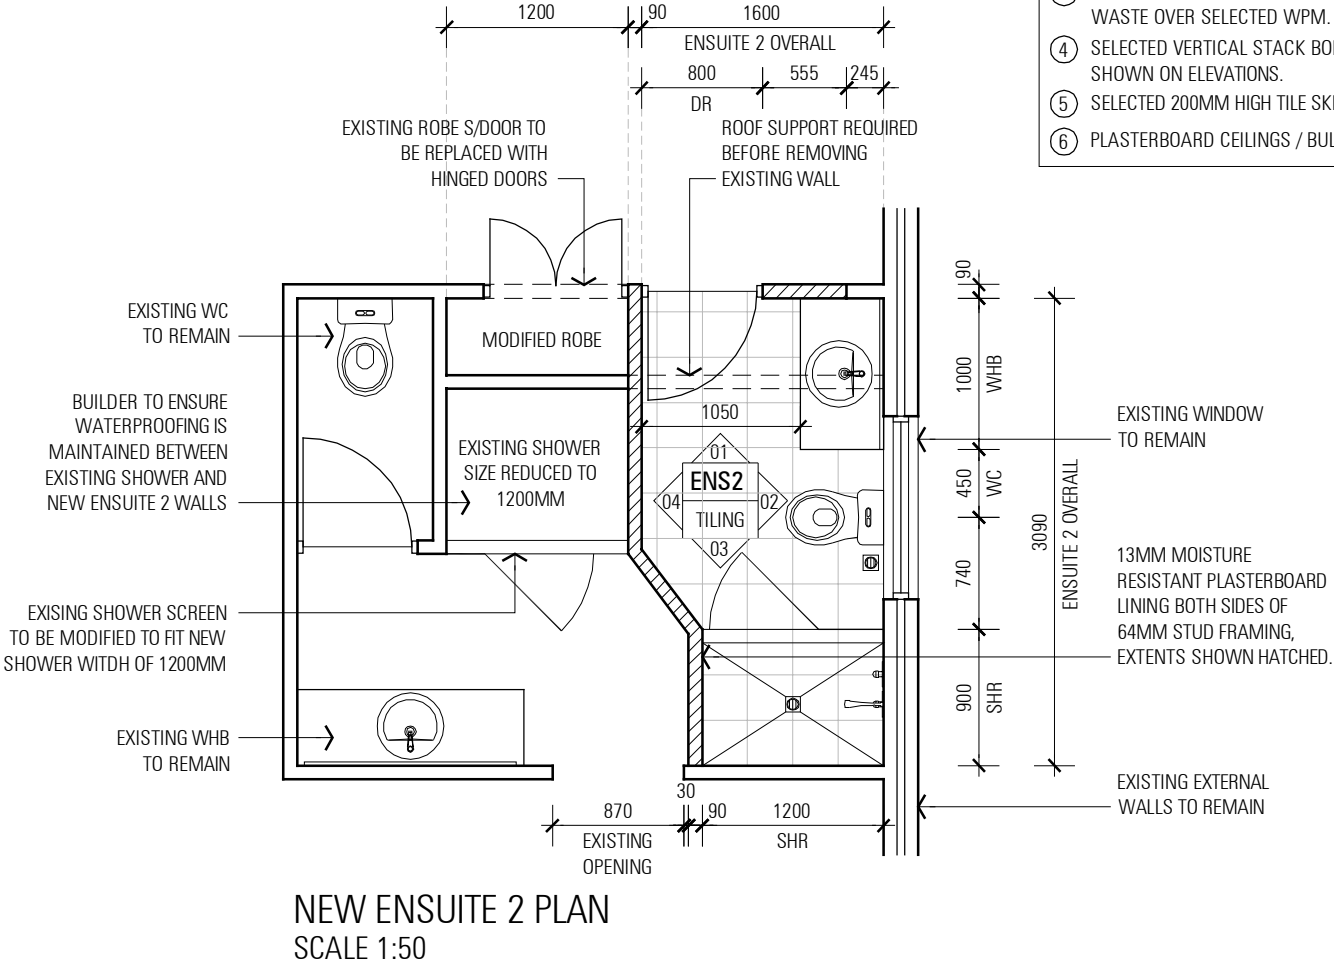 1200
90
1600
ENSUITE 2 OVERALL
800
555
245
DR
WASTE OVER SELECTED WPM.
4 SELECTED VERTICAL STACK
SHOWN ON ELEVATIONS.
5 SELECTED 200MM HIGH TILE
6 PLASTERBOARD CEILINGS /
EXISTING ROBE S/DOOR TO
BE REPLACED WITH
HINGED DOORS
ROOF SUPPORT REQUIRED
BEFORE REMOVING
EXISTING WALL
EXISTING WC
TO REMAIN
BUILDER TO ENSURE
WATERPROOFING IS
MAINTAINED BETWEEN
EXISTING SHOWER AND
NEW ENSUITE 2 WALLS
EXISING SHOWER SCREEN
TO BE MODIFIED TO FIT NEW
SHOWER WITDH OF 1200MM
EXISTING WHB
TO REMAIN
MODIFIED ROBE
EXISTING SHOWER
SIZE REDUCED TO
1200MM
1050
01
ENS2
04
02
TILING
03
90
1000
WHB
450
WC
740
900
SHR
3090
ENSUITE 2 OVERALL
EXISTING WINDOW
TO REMAIN
13MM MOISTURE
RESISTANT PLASTERBOARD
LINING BOTH SIDES OF
64MM STUD FRAMING,
EXTENTS SHOWN HATCHED.
EXISTING EXTERNAL
WALLS TO REMAIN
30
870
90
1200
EXISTING
OPENING
SHR
NEW ENSUITE 2 PLAN
SCALE 1:50